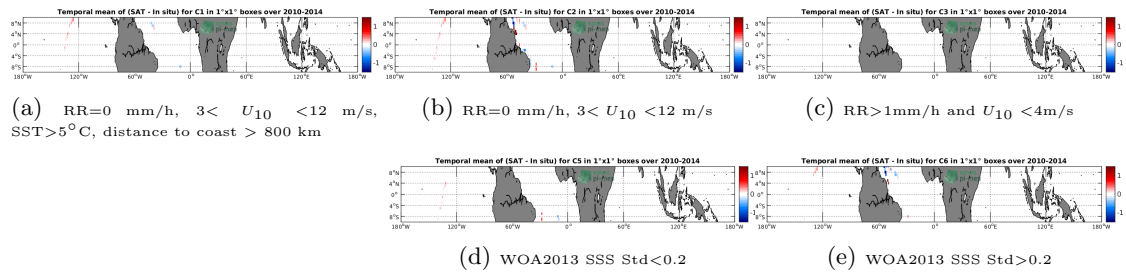 Temporal mean of (SAT - In situ) for C1 in 1°x1° boxes over 2010-2014
8°N
4°N
0°
4°S
8°S
180°W 120°W 60°W 0° 60°E 120°E 180°W
1
0
-1
(a) RR=0 mm/h, 3< U10 <12 m/s,
SST>5°C, distance to coast > 800 km
Temporal mean of (SAT - In situ) for C2 in 1°x1° boxes over 2010-2014
8°N
4°N
0°
4°S
8°S
180°W 120°W 60°W 0° 60°E 120°E 180°W
1
0
-1
(b) RR=0 mm/h, 3< U10 <12 m/s
Temporal mean of (SAT - In situ) for C3 in 1°x1° boxes over 2010-2014
8°N
4°N
0°
4°S
8°S
180°W 120°W 60°W 0° 60°E 120°E 180°W
1
0
-1
(c) RR>1mm/h and U10 <4m/s
Temporal mean of (SAT - In situ) for C5 in 1°x1° boxes over 2010-2014
8°N
4°N
0°
4°S
8°S
180°W 120°W 60°W 0° 60°E 120°E 180°W
1
0
-1
(d) WOA2013 SSS Std<0.2
Temporal mean of (SAT - In situ) for C6 in 1°x1° boxes over 2010-2014
8°N
4°N
0°
4°S
8°S
180°W 120°W 60°W 0° 60°E 120°E 180°W
1
0
-1
(e) WOA2013 SSS Std>0.2